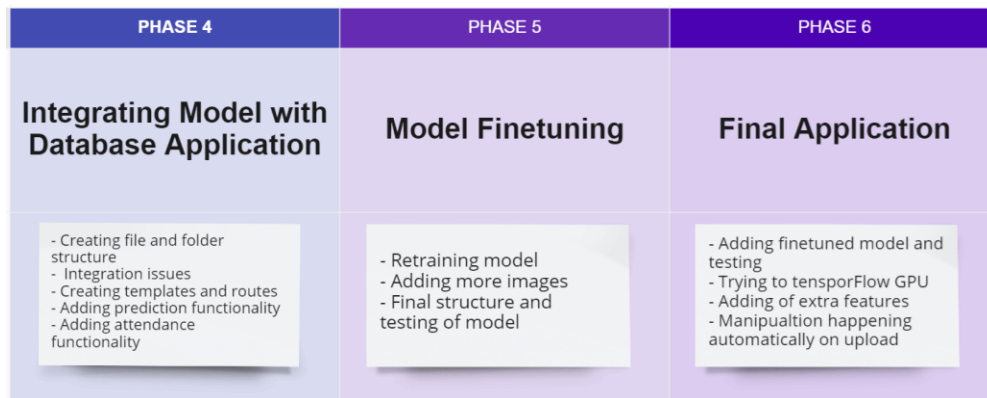 PHASE 4
PHASE 5
PHASE 6
Integrating Model with
Database Application
Model Finetuning
Final Application
- Creating file and folder
structure
- Integration issues
- Creating templates and routes
- Adding prediction functionality
- Adding attendance
functionality
- Retraining model
- Adding more images
- Final structure and
testing of model
- Adding finetuned model and
testing
- Trying to tensporFlow GPU
- Adding of extra features
- Manipualtion happening
automatically on upload